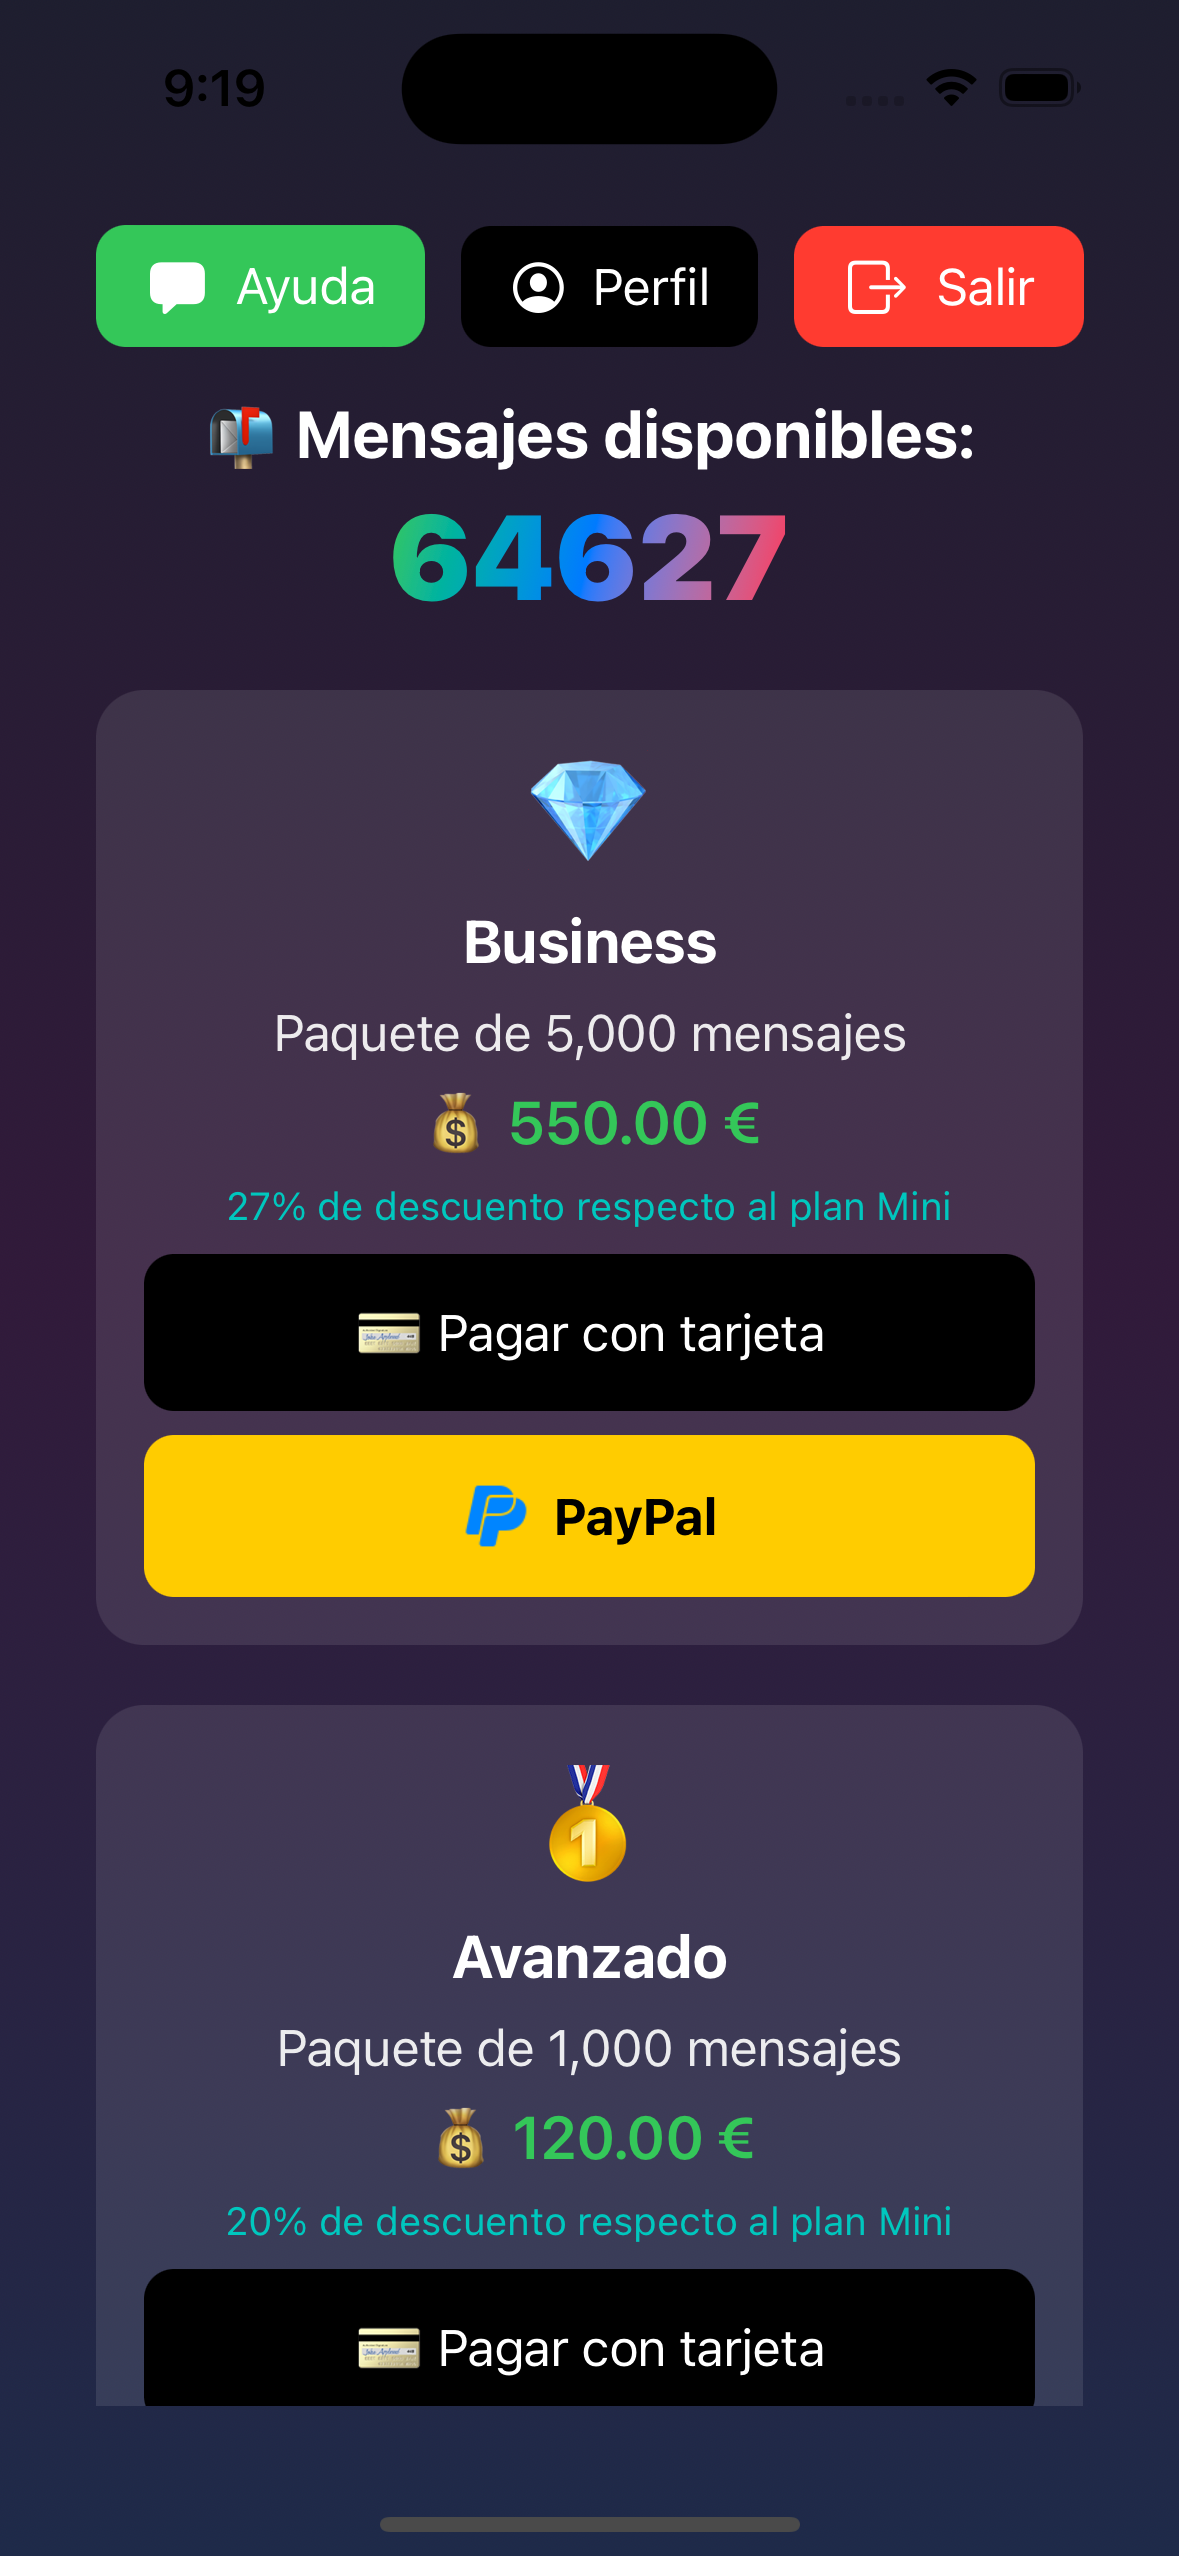 9:19
Ayuda
Perfil
Salir
Mensajes disponibles:
64627
Business
Paquete de 5,000 mensajes
550.00 €
27% de descuento respecto al plan Mini
Pagar con tarjeta
PayPal
Avanzado
Paquete de 1,000 mensajes
120.00 €
20% de descuento respecto al plan Mini
Pagar con tarjeta